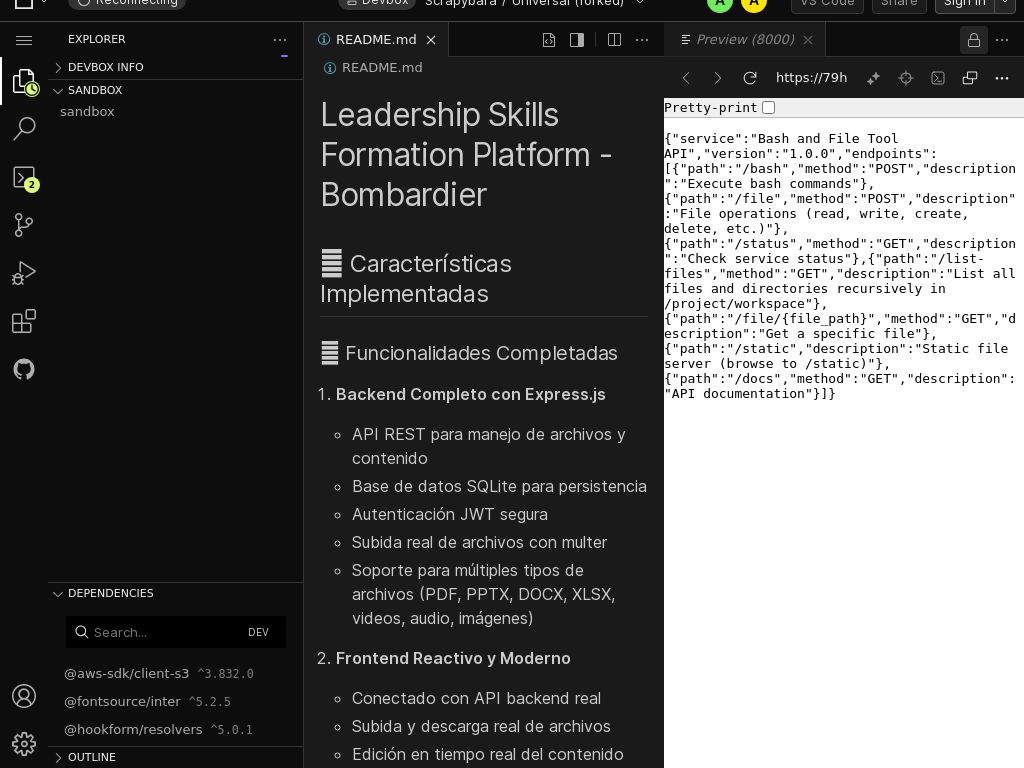 Reconnecting
Devbox
Scrapybara / Universal (forked)
A
A
VS Code
Share
Sign in
EXPLORER
DEVBOX INFO
SANDBOX
sandbox
2
DEPENDENCIES
Search...
DEV
@aws-sdk/client-s3 ^3.832.0
@fontsource/inter ^5.2.5
@hookform/resolvers ^5.0.1
OUTLINE
README.md
README.md
Leadership Skills
Formation Platform -
Bombardier
Características
Implementadas
Funcionalidades Completadas
1. Backend Completo con Express.js
API REST para manejo de archivos y
contenido
Base de datos SQLite para persistencia
Autenticación JWT segura
Subida real de archivos con multer
Soporte para múltiples tipos de
archivos (PDF, PPTX, DOCX, XLSX,
videos, audio, imágenes)
2. Frontend Reactivo y Moderno
Conectado con API backend real
Subida y descarga real de archivos
Edición en tiempo real del contenido
Preview (8000)
https://79h
Pretty-print
{"service":"Bash and File Tool
API","version":"1.0.0","endpoints":
[{"path":"/bash","method":"POST","description
":"Execute bash commands"},
{"path":"/file","method":"POST","description"
:"File operations (read, write, create,
delete, etc.)"},
{"path":"/status","method":"GET","description
":"Check service status"},{"path":"/list-
files","method":"GET","description":"List all
files and directories recursively in
/project/workspace"},
{"path":"/file/{file_path}","method":"GET","d
escription":"Get a specific file"},
{"path":"/static","description":"Static file
server (browse to /static)"},
{"path":"/docs","method":"GET","description":
"API documentation"}]}